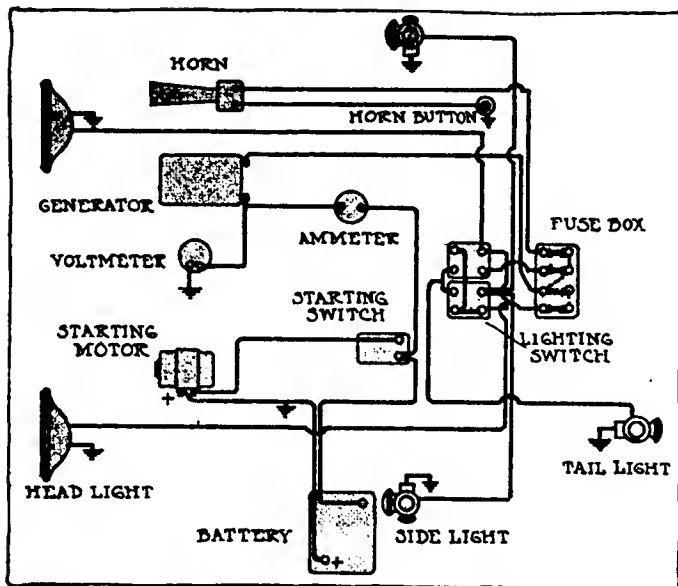 HORN
HORN BUTTON
GENERATOR
AMMETER
FUSE BOX
VOLTMETER
STARTING
SWITCH
STARTING
MOTOR
LIGHTING
SWITCH
+
HEAD LIGHT
TAIL LIGHT
BATTERY
SIDE LIGHT
+